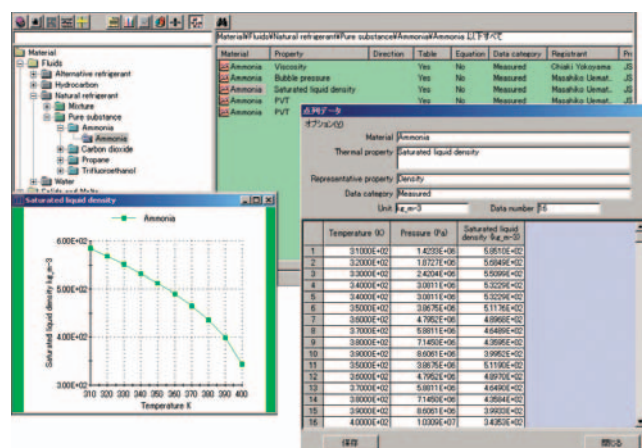 Material¥Fluids¥Natural refrigerant¥Pure substance¥Ammonia¥Ammonia 以下すべて
Material
Fluids
Alternative refrigerant
Hydrocarbon
Natural refrigerant
Mixture
Pure substance
Ammonia
Ammonia
Carbon dioxide
Propane
Trifluoroethanol
Water
Material Property Direction Table Equation Data category Registrant
Ammonia Viscosity Yes No Measured Chiaki Yokoyama JS
Ammonia Bubble pressure Yes No Measured Masahiko Uemat.. JS
Ammonia Saturated liquid density Yes No Measured Masahiko Uemat.. JS
Ammonia PVT Yes No Measured Masahiko Uemat.. JS
Ammonia PVT
点列データ
オプション(V)
Material Ammonia
Thermal property Saturated liquid density
Representative property Density
Data category Measured
Unit kg_m^3 Data number 16
Temperature (K) Pressure (Pa) Saturated liquid
density (kg_m^3)
1 3.1000E+02 1.4233E+06 5.8510E+02
2 3.2000E+02 1.8727E+06 5.6849E+02
3 3.3000E+02 2.4204E+06 5.5099E+02
4 3.4000E+02 3.0811E+06 5.3229E+02
5 3.4000E+02 3.0811E+06 5.3229E+02
6 3.5000E+02 3.8675E+06 5.1176E+02
7 3.6000E+02 4.7952E+06 4.8968E+02
8 3.7000E+02 5.8811E+06 4.6489E+02
9 3.8000E+02 7.1450E+06 4.3595E+02
10 3.9000E+02 8.6061E+06 3.9952E+02
11 3.5000E+02 3.8675E+06 5.1190E+02
12 3.6000E+02 4.7952E+06 4.8970E+02
13 3.7000E+02 5.8811E+06 4.6490E+02
14 3.8000E+02 7.1450E+06 4.3584E+02
15 3.9000E+02 8.6061E+06 3.9933E+02
16 4.0000E+02 1.0309E+07 3.4353E+02
保存 閉じる
Saturated liquid density
Ammonia
Saturated liquid density kg_m^3
6.00E+02
5.00E+02
4.00E+02
3.00E+02
310 320 330 340 350 360 370 380 390 400
Temperature K